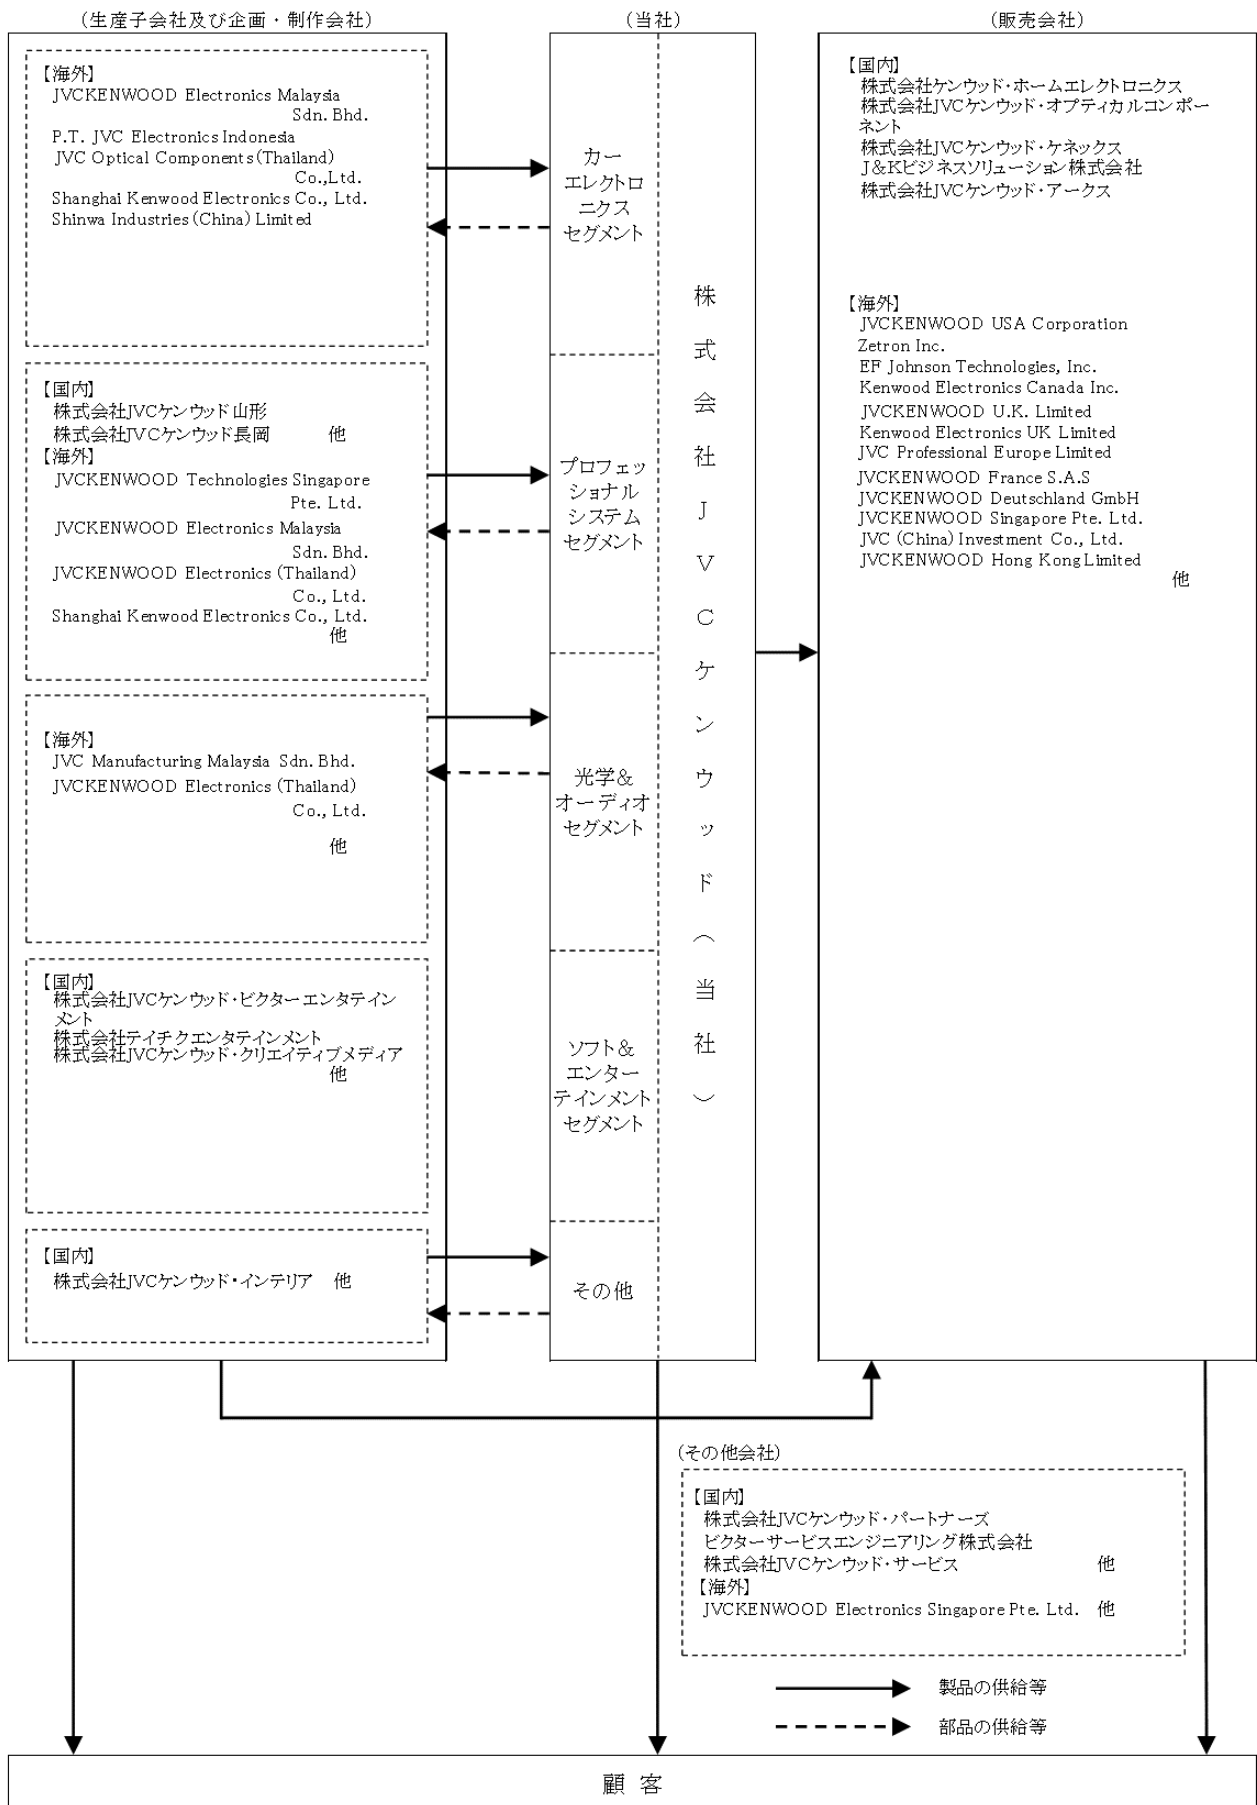 (生産子会社及び企画・制作会社)
(当社)
(販売会社)
【海外】
JVCKENWOOD Electronics Malaysia
Sdn. Bhd.
P.T. JVC Electronics Indonesia
JVC Optical Components(Thailand)
Co.,Ltd.
Shanghai Kenwood Electronics Co., Ltd.
Shinwa Industries (China) Limited
【国内】
株式会社JVCケンウッド山形
株式会社JVCケンウッド長岡 他
【海外】
JVCKENWOOD Technologies Singapore
Pte. Ltd.
JVCKENWOOD Electronics Malaysia
Sdn. Bhd.
JVCKENWOOD Electronics (Thailand)
Co., Ltd.
Shanghai Kenwood Electronics Co., Ltd.
他
【海外】
JVC Manufacturing Malaysia Sdn. Bhd.
JVCKENWOOD Electronics (Thailand)
Co., Ltd.
他
【国内】
株式会社JVCケンウッド・ビクターエンタテイン
メント
株式会社テイチクエンタテインメント
株式会社JVCケンウッド・クリエイティブメディア
他
【国内】
株式会社JVCケンウッド・インテリア 他
カー
エレクトロ
ニクス
セグメント
プロフェッ
ショナル
システム
セグメント
光学&
オーディオ
セグメント
ソフト&
エンター
テインメント
セグメント
その他
株式会社JVCケンウッド(当社)
【国内】
株式会社ケンウッド・ホームエレクトロニクス
株式会社JVCケンウッド・オプティカルコンポー
ネント
株式会社JVCケンウッド・ケネックス
J&Kビジネスソリューション株式会社
株式会社JVCケンウッド・アークス
【海外】
JVCKENWOOD USA Corporation
Zetron Inc.
EF Johnson Technologies, Inc.
Kenwood Electronics Canada Inc.
JVCKENWOOD U.K. Limited
Kenwood Electronics UK Limited
JVC Professional Europe Limited
JVCKENWOOD France S.A.S
JVCKENWOOD Deutschland GmbH
JVCKENWOOD Singapore Pte. Ltd.
JVC (China) Investment Co., Ltd.
JVCKENWOOD Hong Kong Limited
他
(その他会社)
【国内】
株式会社JVCケンウッド・パートナーズ
ビクターサービスエンジニアリング株式会社
株式会社JVCケンウッド・サービス 他
【海外】
JVCKENWOOD Electronics Singapore Pte. Ltd. 他
製品の供給等
部品の供給等
顧客